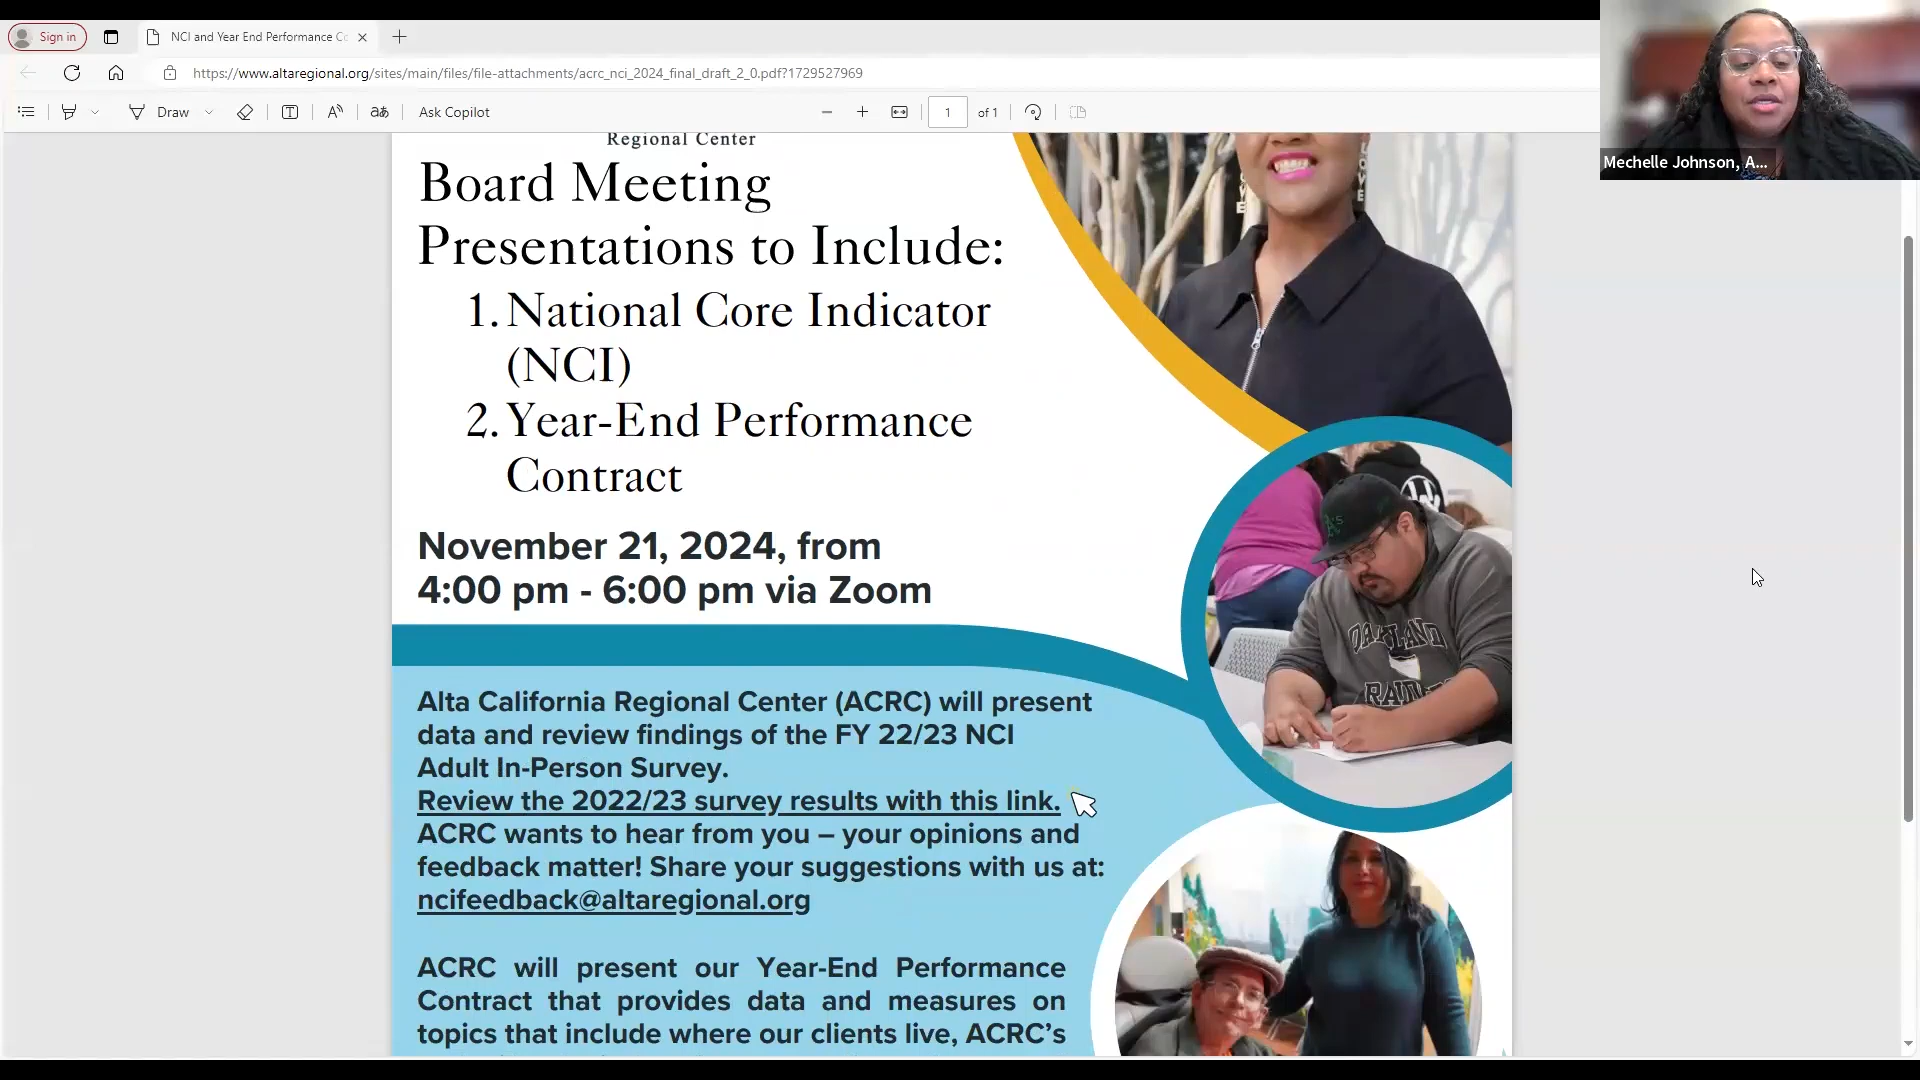 Sign in
NCI and Year End Performance Co
https://www.altaregional.org/sites/main/files/file-attachments/acrc_nci_2024_final_draft_2_0.pdf?1729527969
Draw
Ask Copilot
1 of 1
Mechelle Johnson, A...
Regional Center
Board Meeting
Presentations to Include:
1. National Core Indicator
(NCI)
2. Year-End Performance
Contract
November 21, 2024, from
4:00 pm - 6:00 pm via Zoom
Alta California Regional Center (ACRC) will present
data and review findings of the FY 22/23 NCI
Adult In-Person Survey.
Review the 2022/23 survey results with this link.
ACRC wants to hear from you – your opinions and
feedback matter! Share your suggestions with us at:
ncifeedback@altaregional.org
ACRC will present our Year-End Performance
Contract that provides data and measures on
topics that include where our clients live, ACRC’s
LOVE
A's
OAKLAND
RAIDE